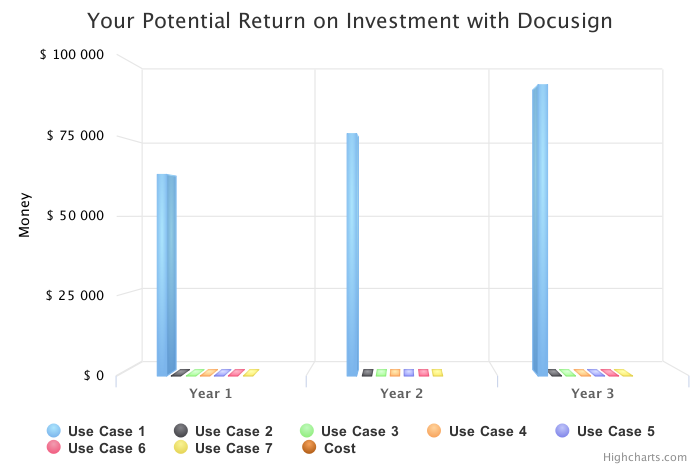 Your Potential Return on Investment with Docusign
$ 100 000
$ 75 000
$ 50 000
$ 25 000
$ 0
Money
Year 1 Year 2 Year 3
Use Case 1 Use Case 2 Use Case 3 Use Case 4 Use Case 5
Use Case 6 Use Case 7 Cost
Highcharts.com